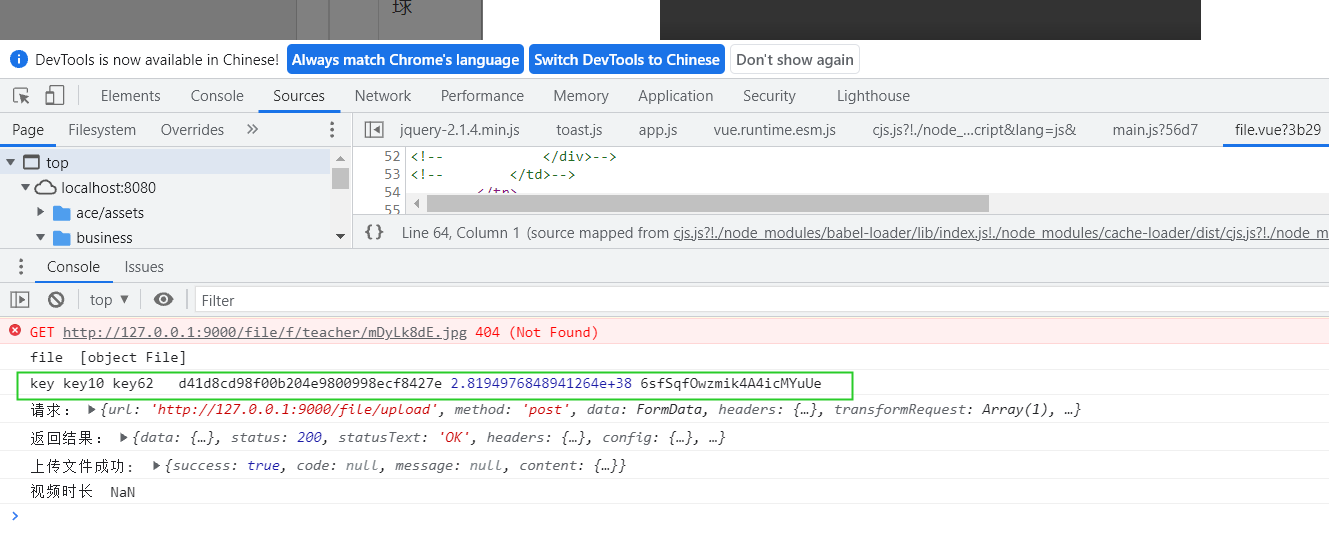 球
DevTools is now available in Chinese! Always match Chrome's language Switch DevTools to Chinese Don't show again
Elements Console Sources Network Performance Memory Application Security Lighthouse
Page Filesystem Overrides » jquery-2.1.4.min.js toast.js app.js vue.runtime.esm.js cjs.js?!./node_…cript&lang=js& main.js?56d7 file.vue?3b29
top
localhost:8080
ace/assets
business
52 <!-- </div>-->
53 <!-- </td>-->
54 </tr>
55
{} Line 64, Column 1 (source mapped from cjs.js?!./node_modules/babel-loader/lib/index.js!./node_modules/cache-loader/dist/cjs.js?!./node_m
Console Issues
top ▼ Filter
GET http://127.0.0.1:9000/file/f/teacher/mDyLk8dE.jpg 404 (Not Found)
file [object File]
key key10 key62 d41d8cd98f00b204e9800998ecf8427e 2.8194976848941264e+38 6sfSqfOwzmik4A4icMYuUe
请求： ▶{url: 'http://127.0.0.1:9000/file/upload', method: 'post', data: FormData, headers: {…}, transformRequest: Array(1), …}
返回结果： ▶{data: {…}, status: 200, statusText: 'OK', headers: {…}, config: {…}, …}
上传文件成功： ▶{success: true, code: null, message: null, content: {…}}
视频时长 NaN
>